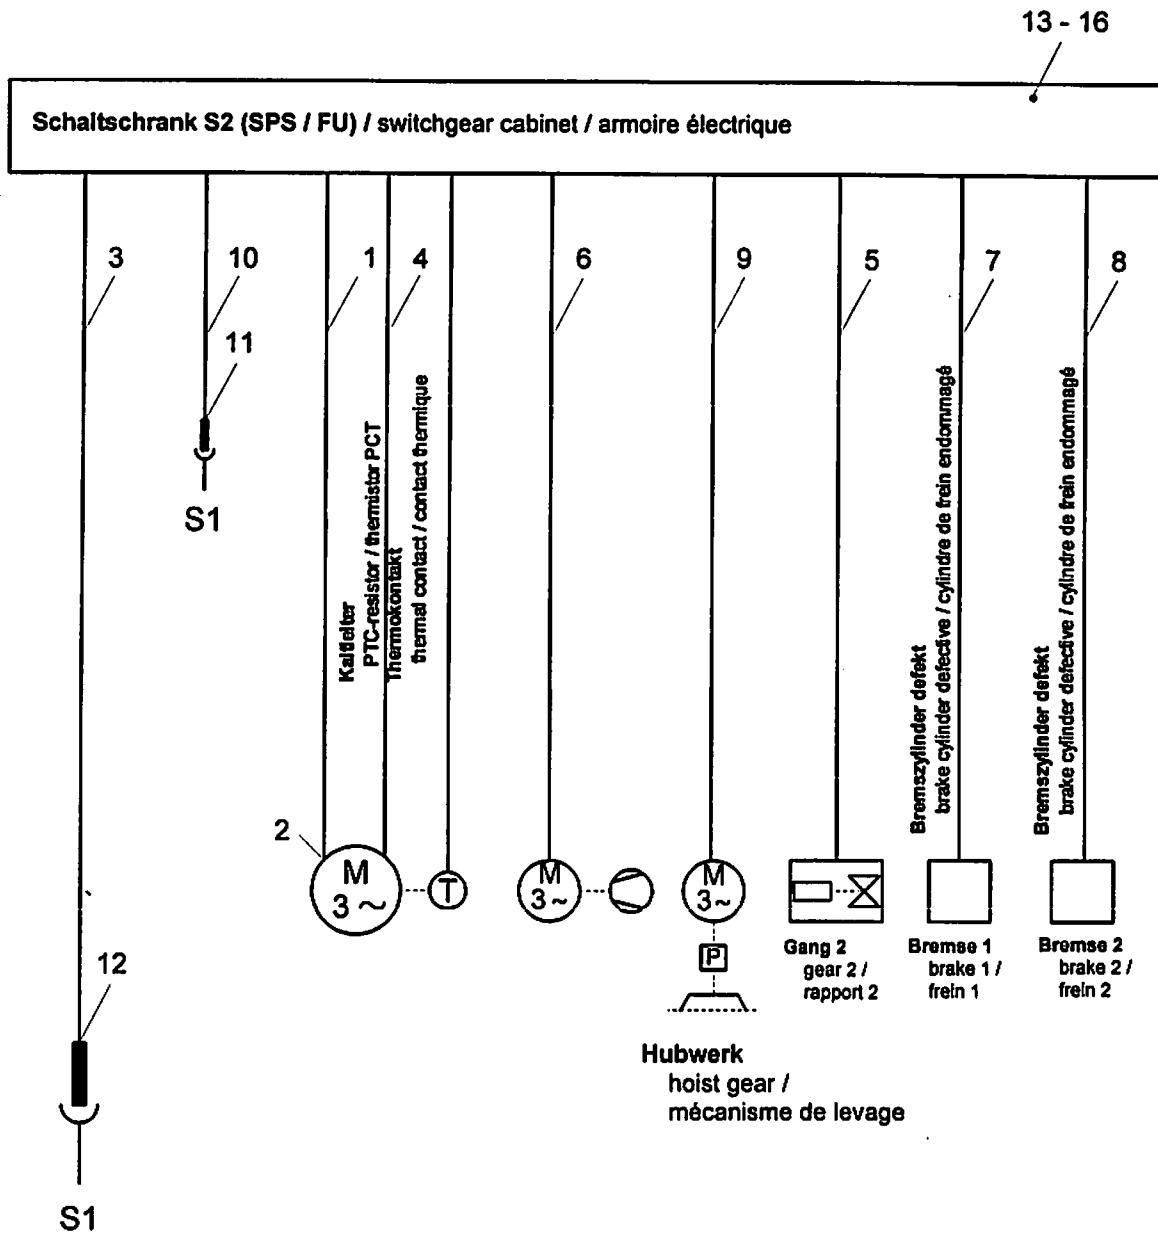 13 - 16
Schaltschrank S2 (SPS / FU) / switchgear cabinet / armoire électrique
3
10
1
4
6
9
5
7
8
11
S1
Kaltleiter
PTC-resistor / thermistor PCT
Thermokontakt
thermal contact / contact thermique
Bremszylinder defekt
brake cylinder defective / cylindre de frein endommagé
Bremszylinder defekt
brake cylinder defective / cylindre de frein endommagé
2
M
3 ~
T
M
3 ~
M
3 ~
P
Gang 2
gear 2 /
rapport 2
Bremse 1
brake 1 /
frein 1
Bremse 2
brake 2 /
frein 2
12
Hubwerk
hoist gear /
mécanisme de levage
S1